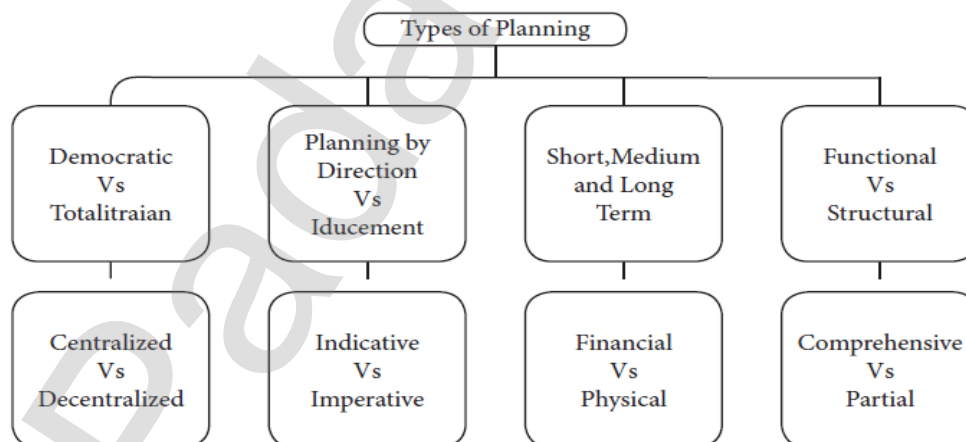 Types of Planning
Democratic
Vs
Totalitraian
Planning by
Direction
Vs
Iducement
Short,Medium
and Long
Term
Functional
Vs
Structural
Centralized
Vs
Decentralized
Indicative
Vs
Imperative
Financial
Vs
Physical
Comprehensive
Vs
Partial
Pada